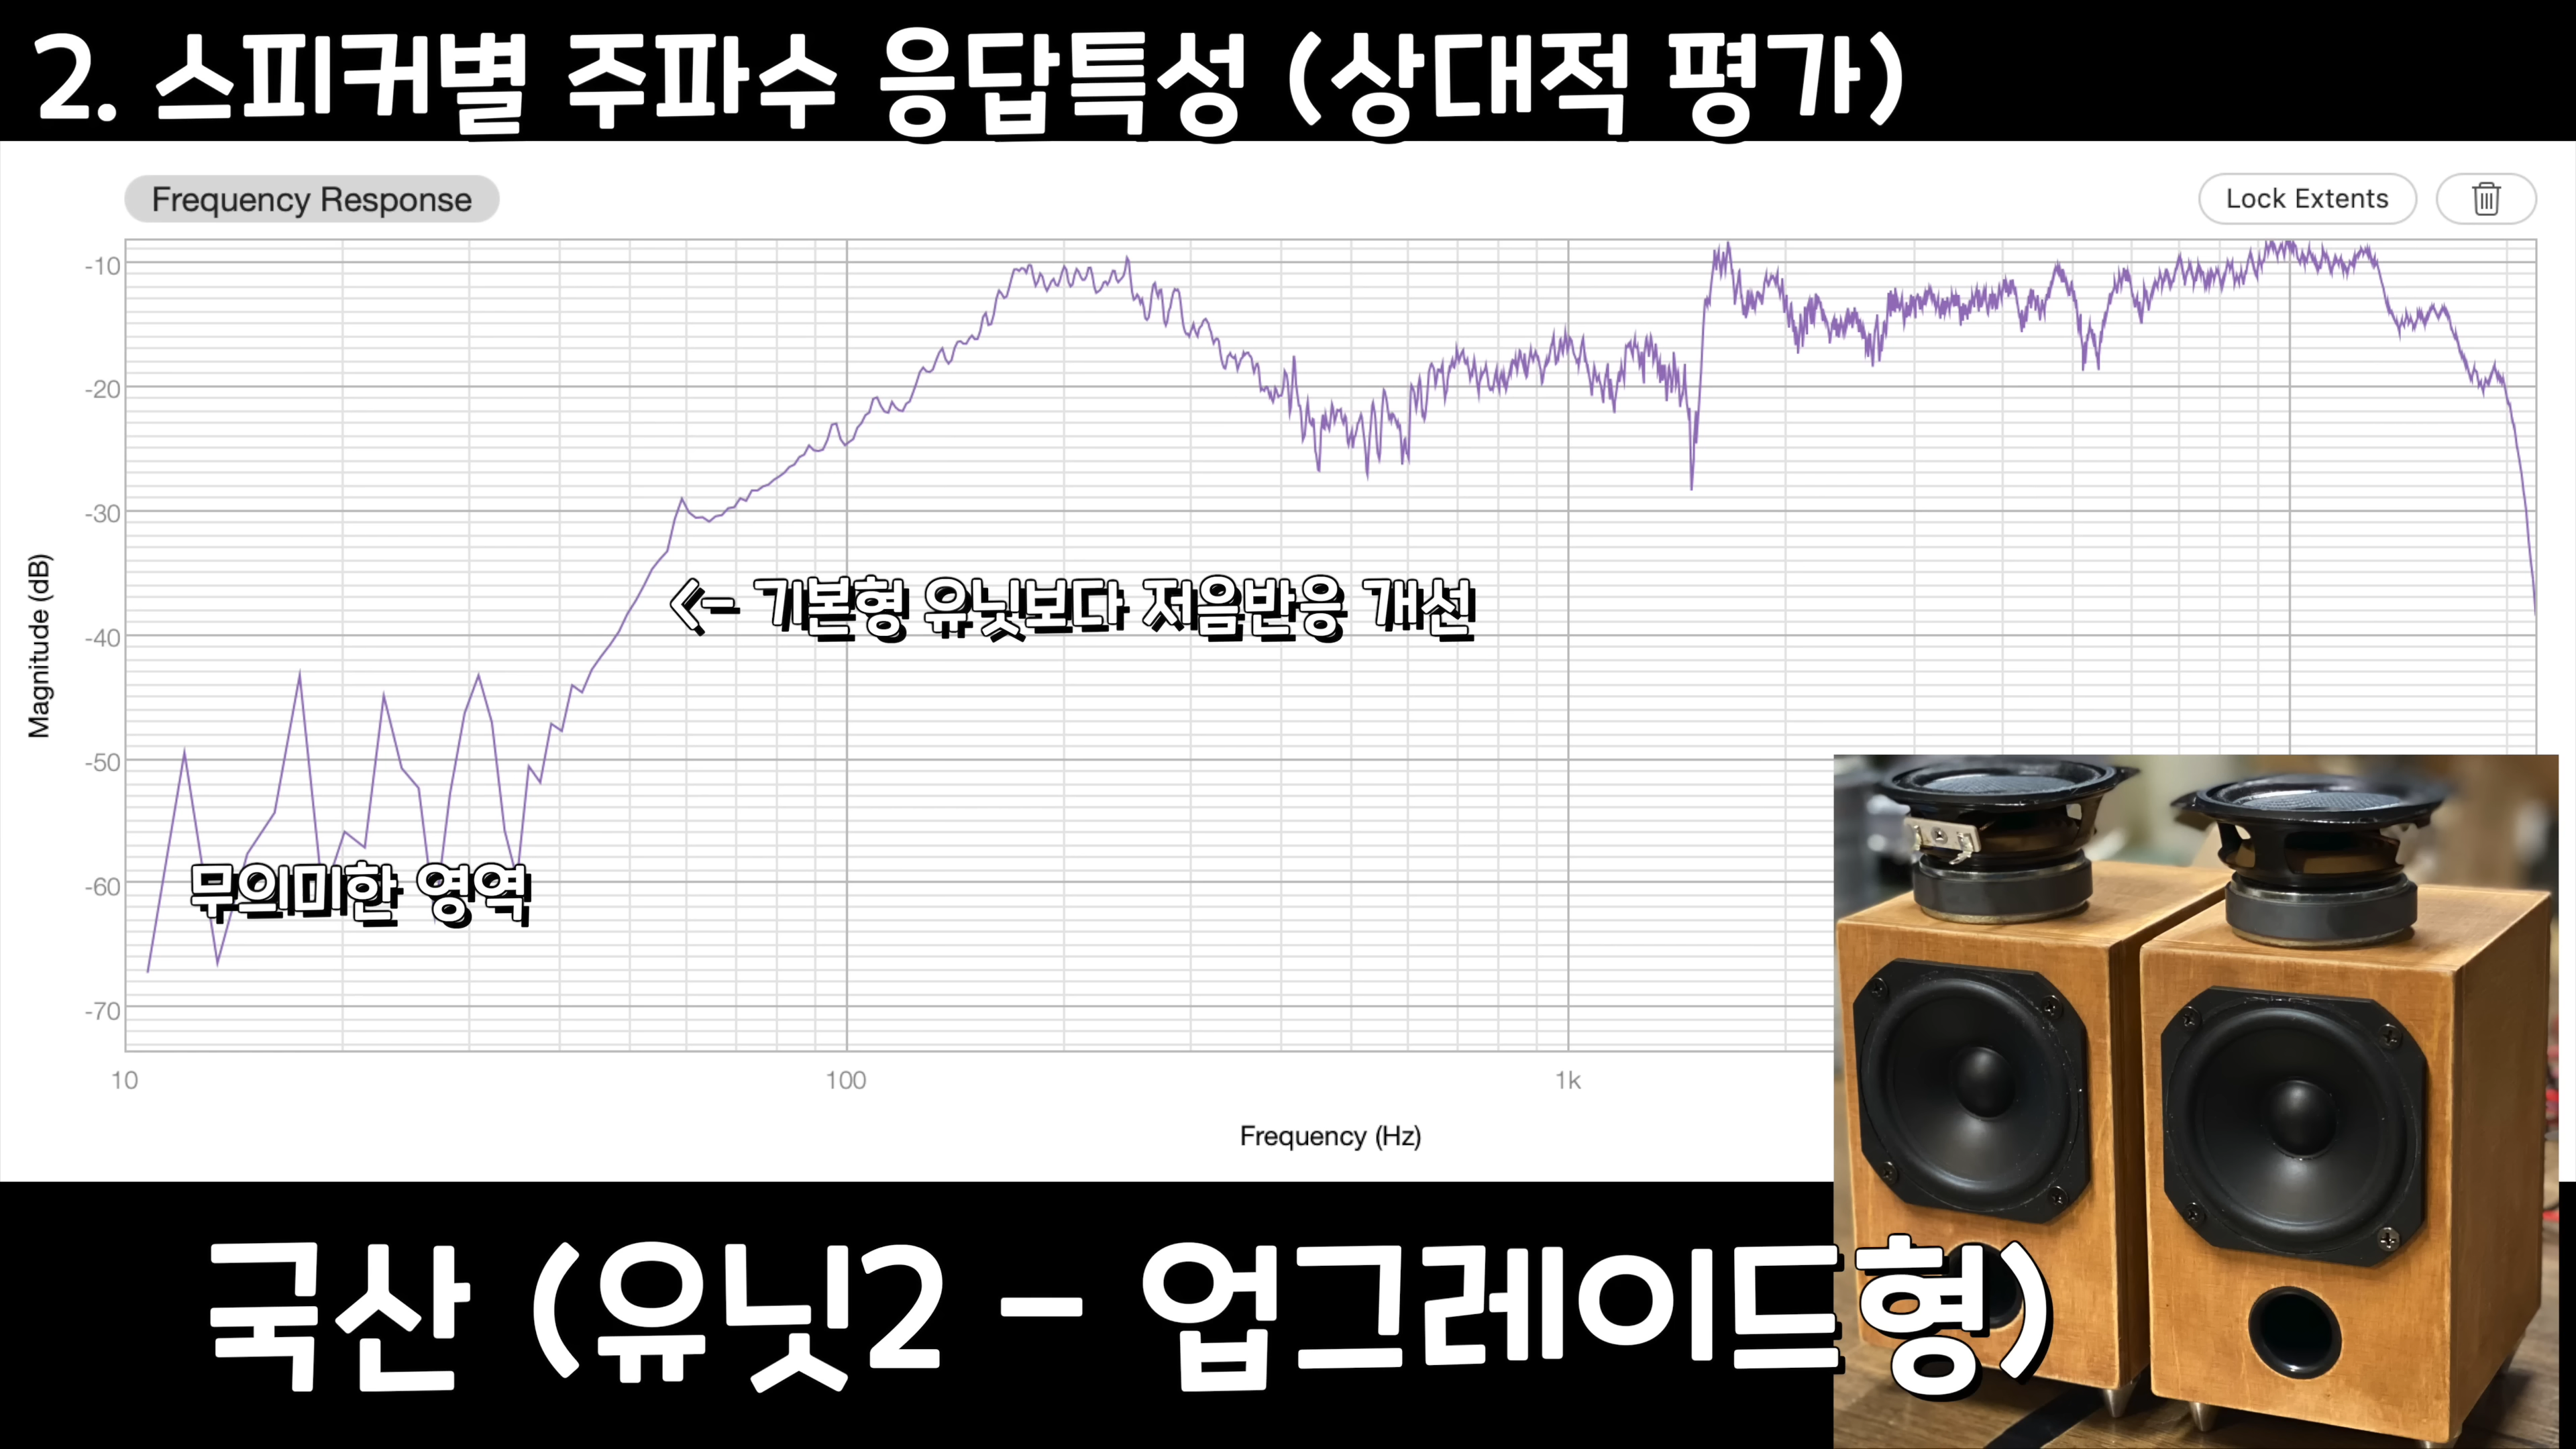 2. 스피커별 주파수 응답특성 (상대적 평가)
Frequency Response
Lock Extents
-10
-20
-30
-40
-50
-60
-70
Magnitude (dB)
<- 기본형 유닛보다 저음반응 개선
무의미한 영역
10
100
1k
Frequency (Hz)
국산 (유닛2 - 업그레이드형)